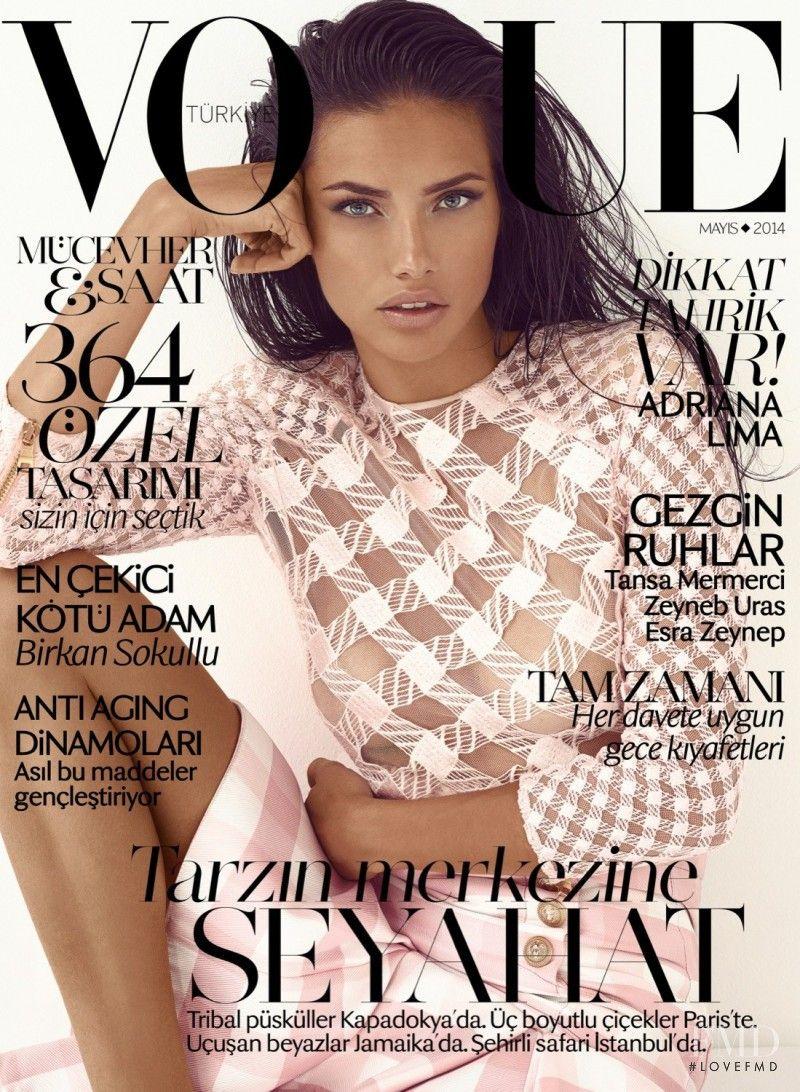 VOGUE
TÜRKİYE
MAYIS ◆ 2014
MÜCEVHER
& SAAT
364
ÖZEL
TASARIMI
sizin için seçtik
EN ÇEKİCİ
KÖTÜ ADAM
Birkan Sokullu
ANTI AGING
DİNAMOLARI
Asıl bu maddeler
gençleştiriyor
DİKKAT
TAHRİK
VAR!
ADRIANA
LIMA
GEZGİN
RUHLAR
Tansa Mermerci
Zeyneb Uras
Esra Zeynep
TAM ZAMANI
Her davete uygun
gece kıyafetleri
Tarzın merkezine
SEYAHAT
Tribal püsküller Kapadokya'da. Üç boyutlu çiçekler Paris'te.
Uçuşan beyazlar Jamaika'da. Şehirli safari İstanbul'da.
FMD
#LOVEFMD